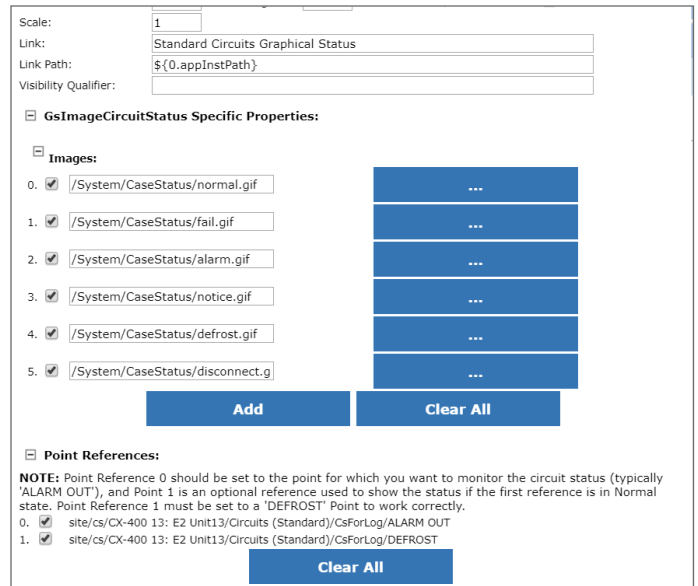 Scale: 1
Link: Standard Circuits Graphical Status
Link Path: ${0.appInstPath}
Visibility Qualifier:
GsImageCircuitStatus Specific Properties:
Images:
0. /System/CaseStatus/normal.gif ...
1. /System/CaseStatus/fail.gif ...
2. /System/CaseStatus/alarm.gif ...
3. /System/CaseStatus/notice.gif ...
4. /System/CaseStatus/defrost.gif ...
5. /System/CaseStatus/disconnect.g ...
Add Clear All
Point References:
NOTE: Point Reference 0 should be set to the point for which you want to monitor the circuit status (typically
'ALARM OUT'), and Point 1 is an optional reference used to show the status if the first reference is in Normal
state. Point Reference 1 must be set to a 'DEFROST' Point to work correctly.
0. site/cs/CX-400 13: E2 Unit13/Circuits (Standard)/CsForLog/ALARM OUT
1. site/cs/CX-400 13: E2 Unit13/Circuits (Standard)/CsForLog/DEFROST
Clear All